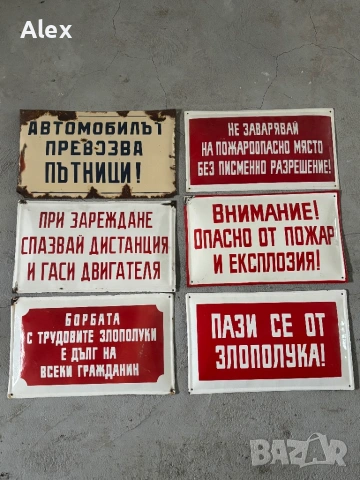 Alex
АВТОМОБИЛЪТ
ПРЕВОЗВА
ПЪТНИЦИ!
НЕ ЗАВАРЯВАЙ
НА ПОЖАРООПАСНО МЯСТО
БЕЗ ПИСМЕННО РАЗРЕШЕНИЕ!
ПРИ ЗАРЕЖДАНЕ
СПАЗВАЙ ДИСТАНЦИЯ
И ГАСИ ДВИГАТЕЛЯ
ВНИМАНИЕ!
ОПАСНО ОТ ПОЖАР
И ЕКСПЛОЗИЯ!
БОРБАТА
С ТРУДОВИТЕ ЗЛОПОЛУКИ
Е ДЪЛГ НА
ВСЕКИ ГРАЖДАНИН
ПАЗИ СЕ ОТ
ЗЛОПОЛУКА!
BAZAR